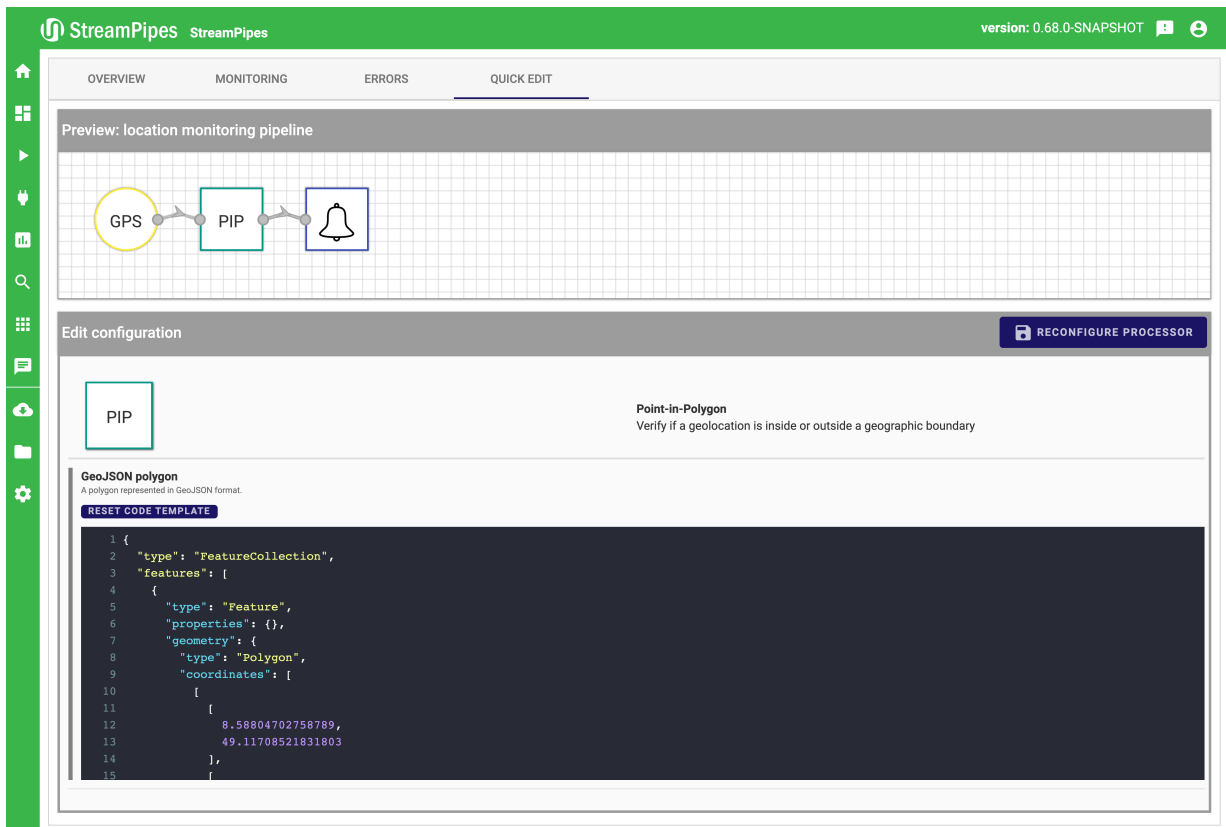 StreamPipes StreamPipes
version: 0.68.0-SNAPSHOT
OVERVIEW MONITORING ERRORS QUICK EDIT
Preview: location monitoring pipeline
GPS PIP
Edit configuration
RECONFIGURE PROCESSOR
PIP
Point-in-Polygon
Verify if a geolocation is inside or outside a geographic boundary
GeoJSON polygon
A polygon represented in GeoJSON format.
RESET CODE TEMPLATE
1 {
2   "type": "FeatureCollection",
3   "features": [
4     {
5       "type": "Feature",
6       "properties": {},
7       "geometry": {
8         "type": "Polygon",
9         "coordinates": [
10           [
11             [
12               8.58804702758789,
13               49.11708521831803
14             ],
15             [